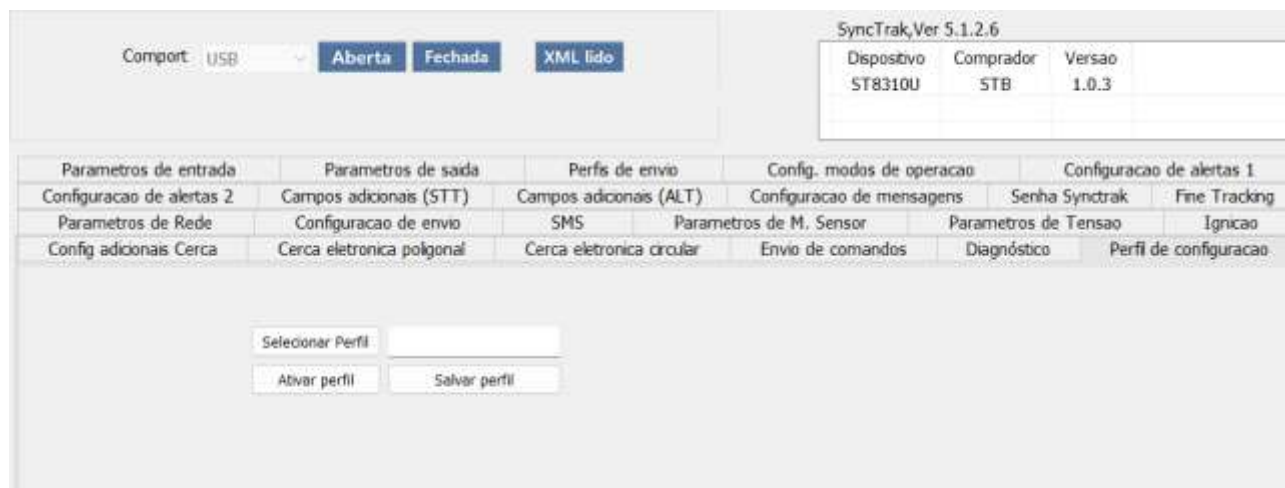 SyncTrak,Ver 5.1.2.6
Comport USB Aberta Fechada XML lido
Dispositivo Comprador Versao
ST8310U STB 1.0.3
Parametros de entrada Parametros de saida Perfis de envio Config. modos de operacao Configuracao de alertas 1
Configuracao de alertas 2 Campos adicionais (STT) Campos adicionais (ALT) Configuracao de mensagens Senha Synctrak Fine Tracking
Parametros de Rede Configuracao de envio SMS Parametros de M. Sensor Parametros de Tensao Ignicao
Config adicionais Cerca Cerca eletronica poligonal Cerca eletronica circular Envio de comandos Diagnóstico Perfil de configuracao
Selecionar Perfil
Ativar perfil Salvar perfil